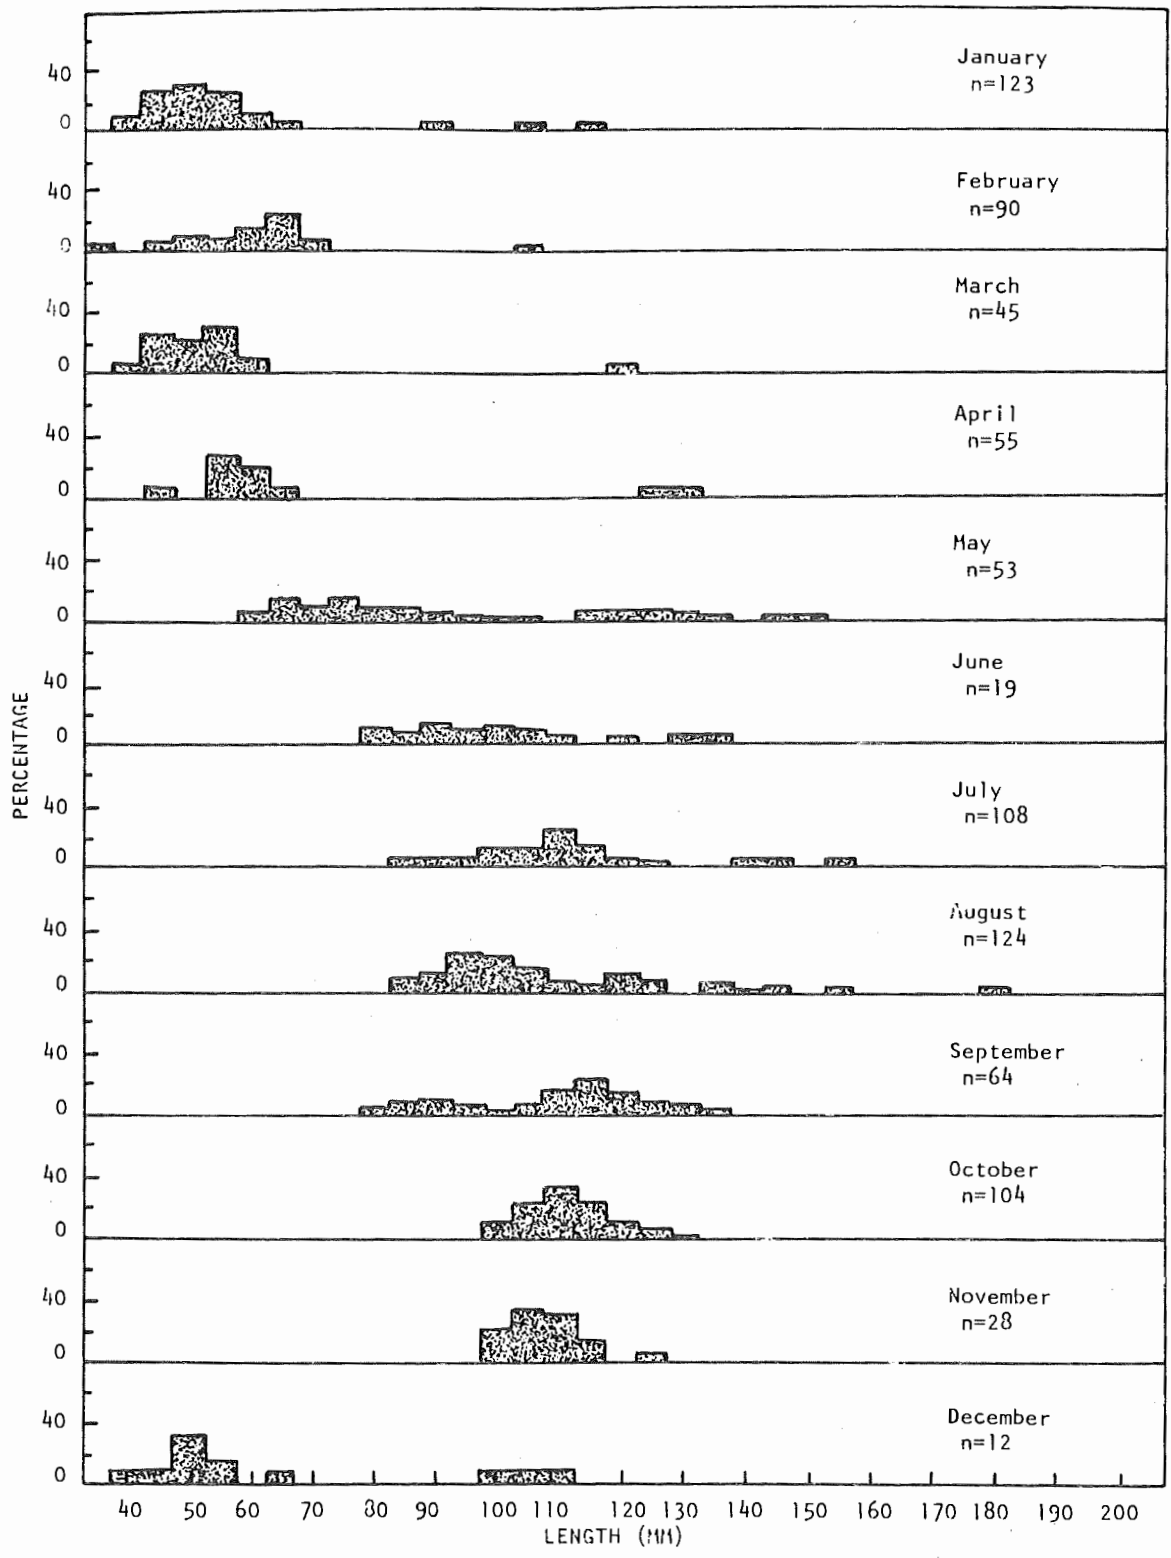 January
n=123
40
0
February
n=90
40
0
March
n=45
40
0
April
n=55
40
0
May
n=53
40
0
June
n=19
40
0
July
n=108
40
0
August
n=124
40
0
September
n=64
40
0
October
n=104
40
0
November
n=28
40
0
December
n=12
40
0
PERCENTAGE
40 50 60 70 80 90 100 110 120 130 140 150 160 170 180 190 200
LENGTH (MM)